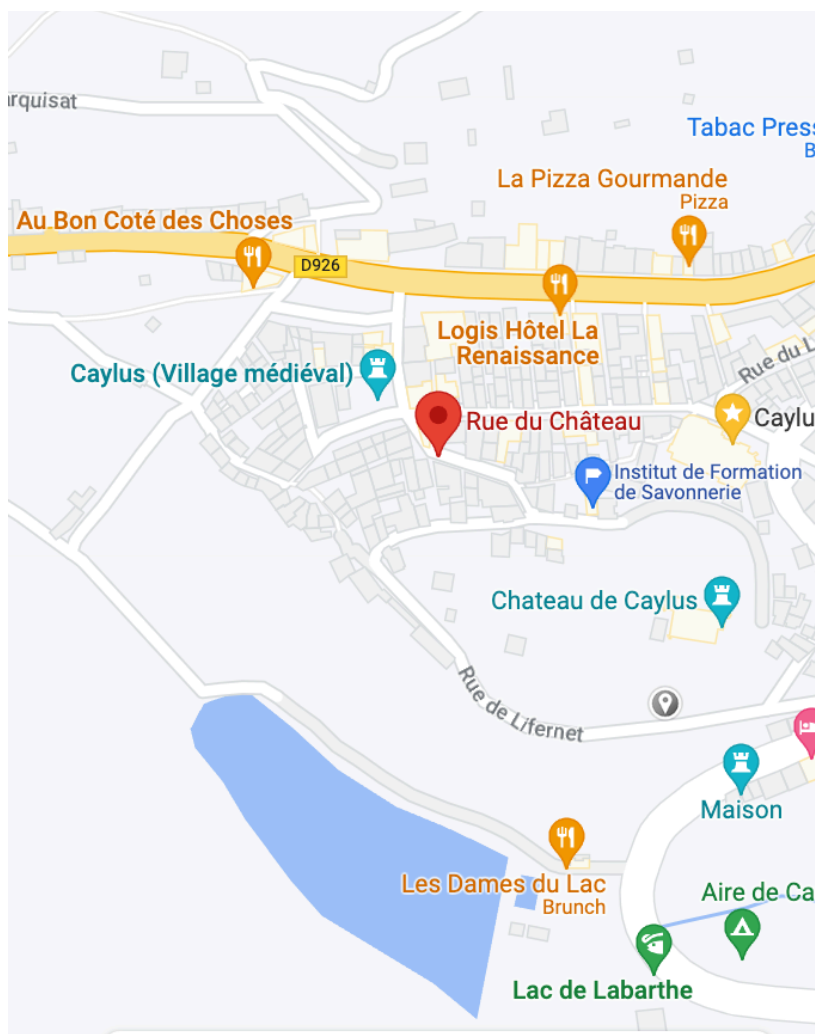 arquisat
Tabac Press
B
La Pizza Gourmande
Pizza
Au Bon Coté des Choses
D926
Logis Hôtel La
Renaissance
Rue du L
Caylus (Village médiéval)
Rue du Château
Caylu
Institut de Formation
de Savonnerie
Chateau de Caylus
Rue de Lifernet
Maison
Les Dames du Lac
Brunch
Aire de Ca
Lac de Labarthe